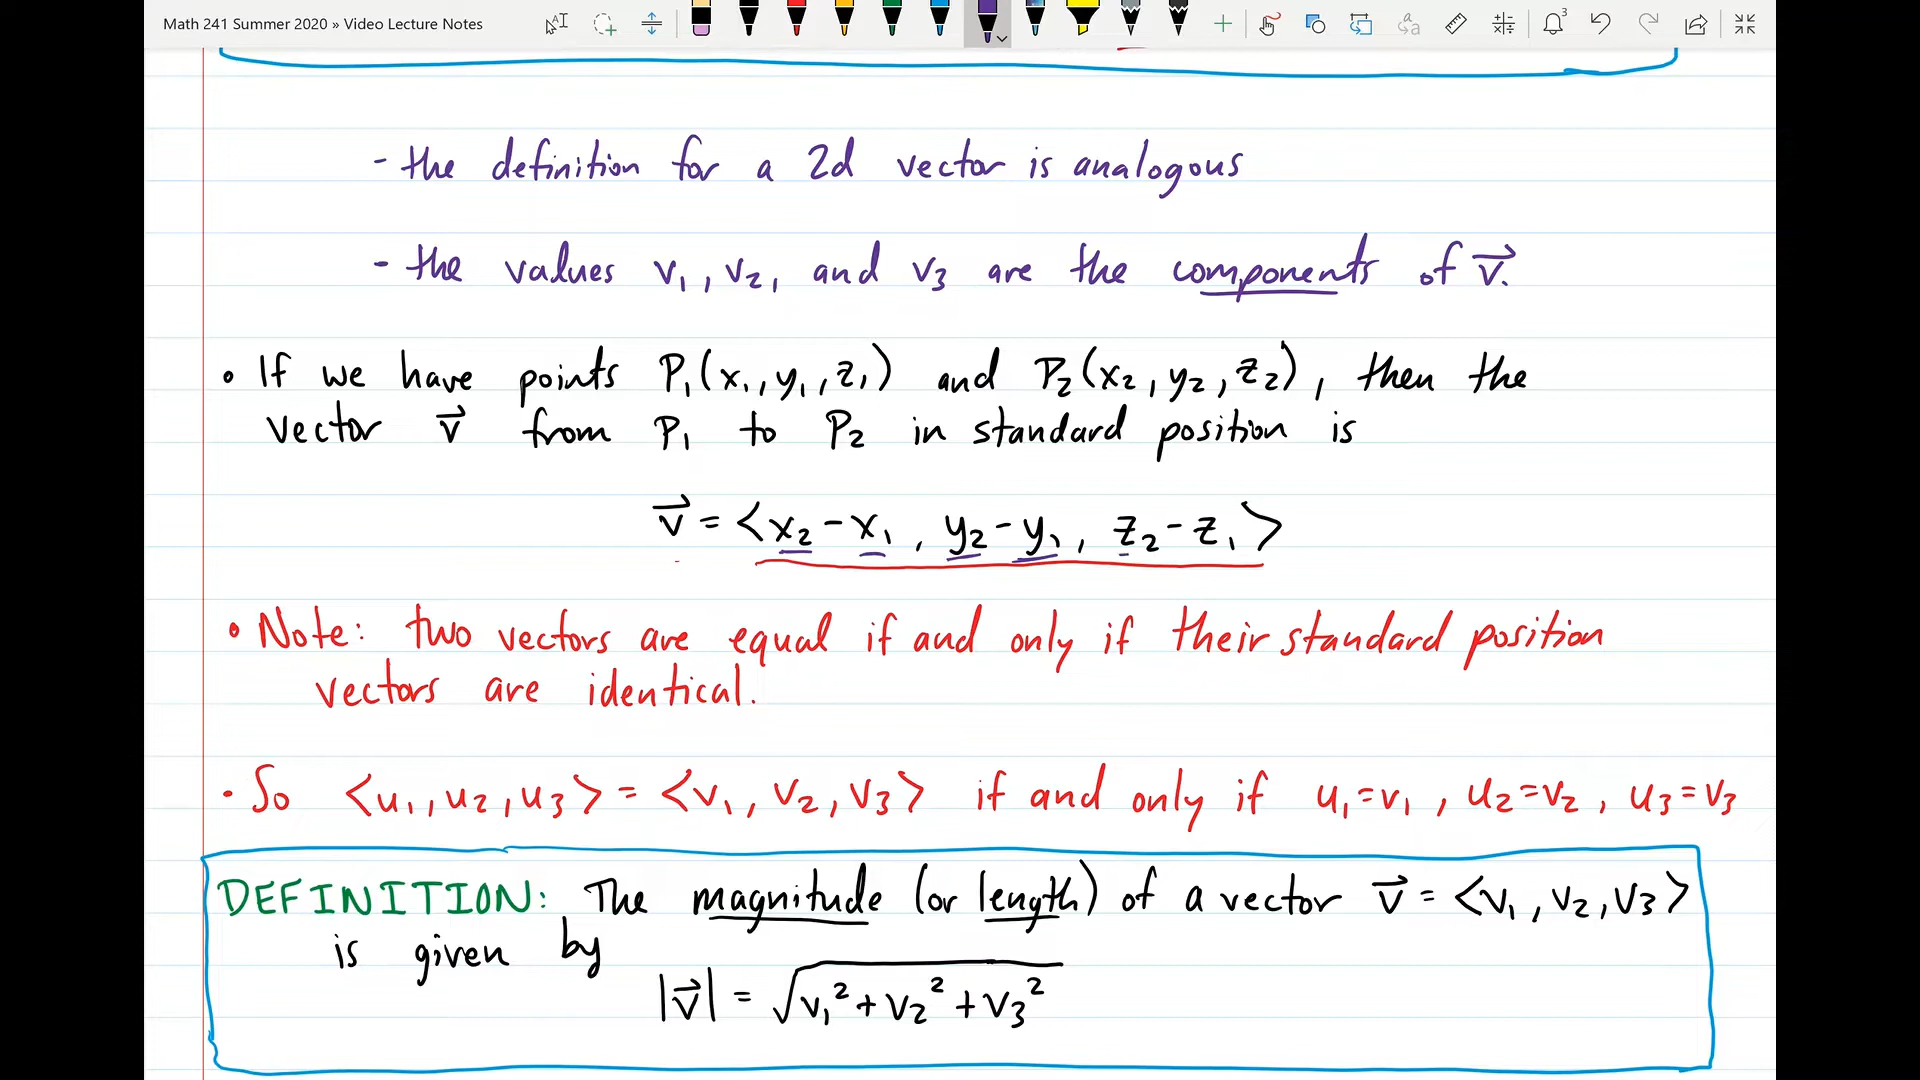 Math 241 Summer 2020 » Video Lecture Notes
3
- the definition for a 2d vector is analogous
- the values v₁, v₂, and v₃ are the components of v⃗.
• If we have points P₁(x₁, y₁, z₁) and P₂(x₂, y₂, z₂), then the
vector v⃗ from P₁ to P₂ in standard position is
v⃗ = <x₂ - x₁, y₂ - y₁, z₂ - z₁>
• Note: two vectors are equal if and only if their standard position
vectors are identical.
• So <u₁, u₂, u₃> = <v₁, v₂, v₃> if and only if u₁=v₁, u₂=v₂, u₃=v₃
DEFINITION: The magnitude (or length) of a vector v⃗ = <v₁, v₂, v₃>
is given by
|v⃗| = √(v₁² + v₂² + v₃²)